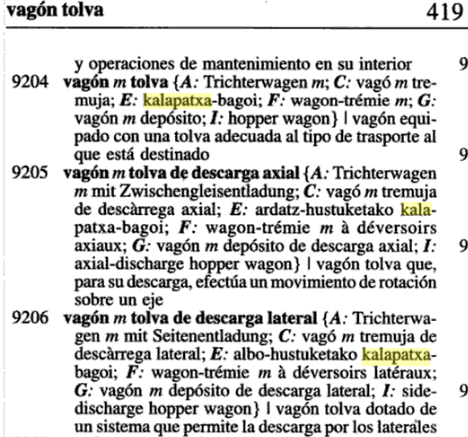 vagón tolva 419
y operaciones de mantenimiento en su interior 9
9204 vagón m tolva {A: Trichterwagen m; C: vagó m tre-
muja; E: kalapatxa-bagoi; F: wagon-trémie m; G:
vagón m depósito; I: hopper wagon} | vagón equi-
pado con una tolva adecuada al tipo de trasporte al
que está destinado 9
9205 vagón m tolva de descarga axial {A: Trichterwagen
m mit Zwischengleisentladung; C: vagó m tremuja
de descàrrega axial; E: ardatz-hustuketako kala-
patxa-bagoi; F: wagon-trémie m à déversoirs
axiaux; G: vagón m depósito de descarga axial; I: 9
axial-discharge hopper wagon} | vagón tolva que,
para su descarga, efectúa un movimiento de rotación
sobre un eje
9206 vagón m tolva de descarga lateral {A: Trichterwa-
gen m mit Seitenentladung; C: vagó m tremuja de
descàrrega lateral; E: albo-hustuketako kalapatxa-
bagoi; F: wagon-trémie m à déversoirs latéraux;
G: vagón m depósito de descarga lateral; I: side- 9
discharge hopper wagon} | vagón tolva dotado de
un sistema que permite la descarga por los laterales